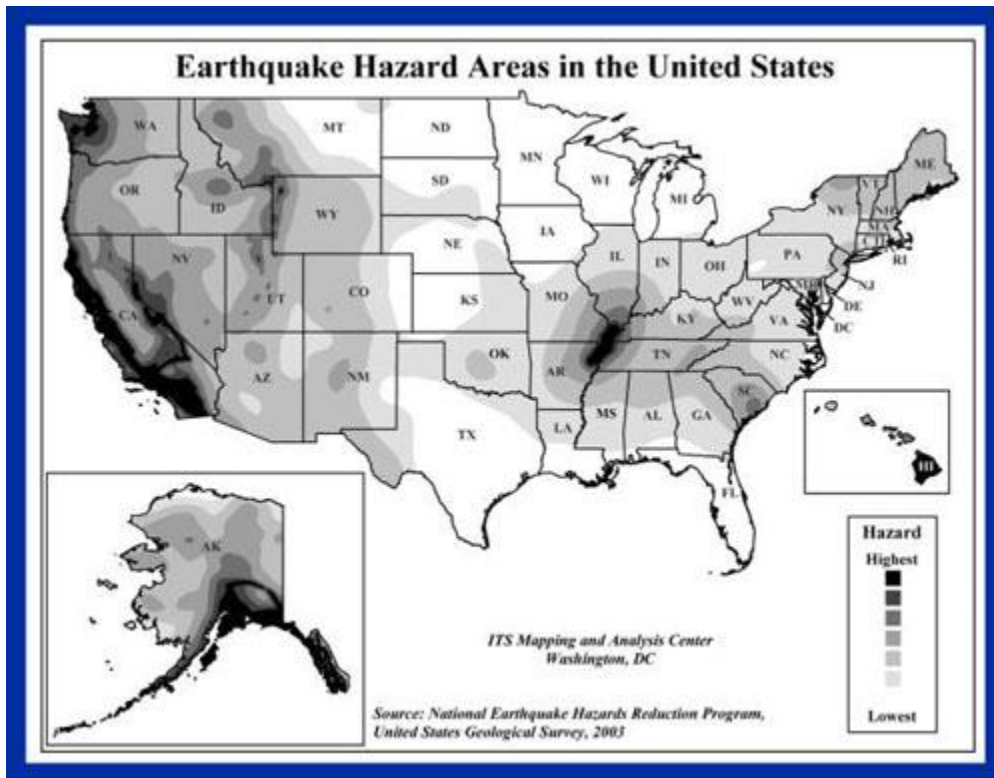 Earthquake Hazard Areas in the United States
WA
MT
ND
MN
ME
OR
ID
SD
WI
MI
VT
NH
NY
WY
MA
CT
RI
NE
IA
PA
NV
UT
CO
IL
IN
OH
NJ
CA
KS
MO
WV
MD
DE
DC
KY
VA
AZ
NM
OK
AR
TN
NC
SC
MS
AL
GA
TX
LA
FL
HI
AK
Hazard
Highest
Lowest
ITS Mapping and Analysis Center
Washington, DC
Source: National Earthquake Hazards Reduction Program,
United States Geological Survey, 2003